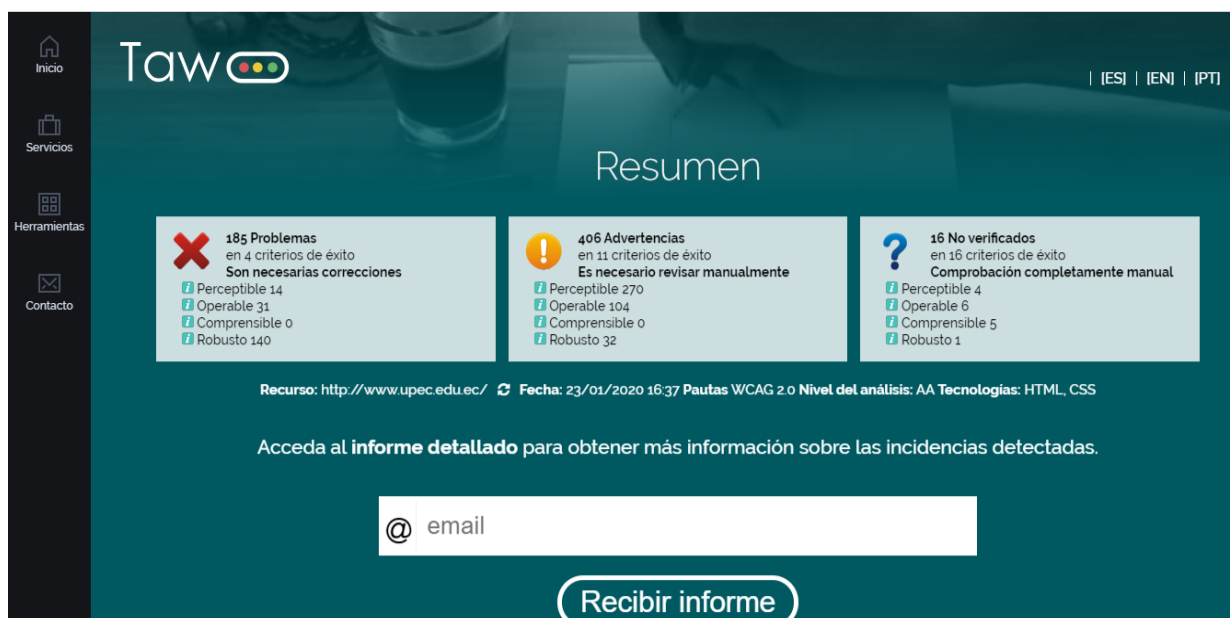 Taw
| [ES] | [EN] | [PT]
Inicio
Servicios
Herramientas
Contacto
Resumen
185 Problemas
en 4 criterios de éxito
Son necesarias correcciones
Perceptible 14
Operable 31
Comprensible 0
Robusto 140
406 Advertencias
en 11 criterios de éxito
Es necesario revisar manualmente
Perceptible 270
Operable 104
Comprensible 0
Robusto 32
16 No verificados
en 16 criterios de éxito
Comprobación completamente manual
Perceptible 4
Operable 6
Comprensible 5
Robusto 1
Recurso: http://www.upec.edu.ec/ Fecha: 23/01/2020 16:37 Pautas WCAG 2.0 Nivel del análisis: AA Tecnologías: HTML, CSS
Acceda al informe detallado para obtener más información sobre las incidencias detectadas.
@ email
Recibir informe